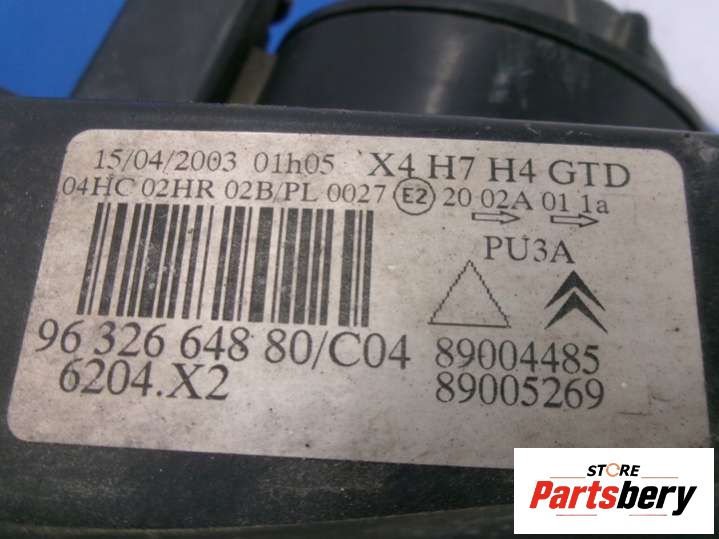 15/04/2003 01h05 X4 H7 H4 GTD
04HC 02HR 02B/PL 0027 E2 20 02A 01 1a
PU3A
96 326 648 80/C04 89004485
6204.X2 89005269
STORE
Partsbery